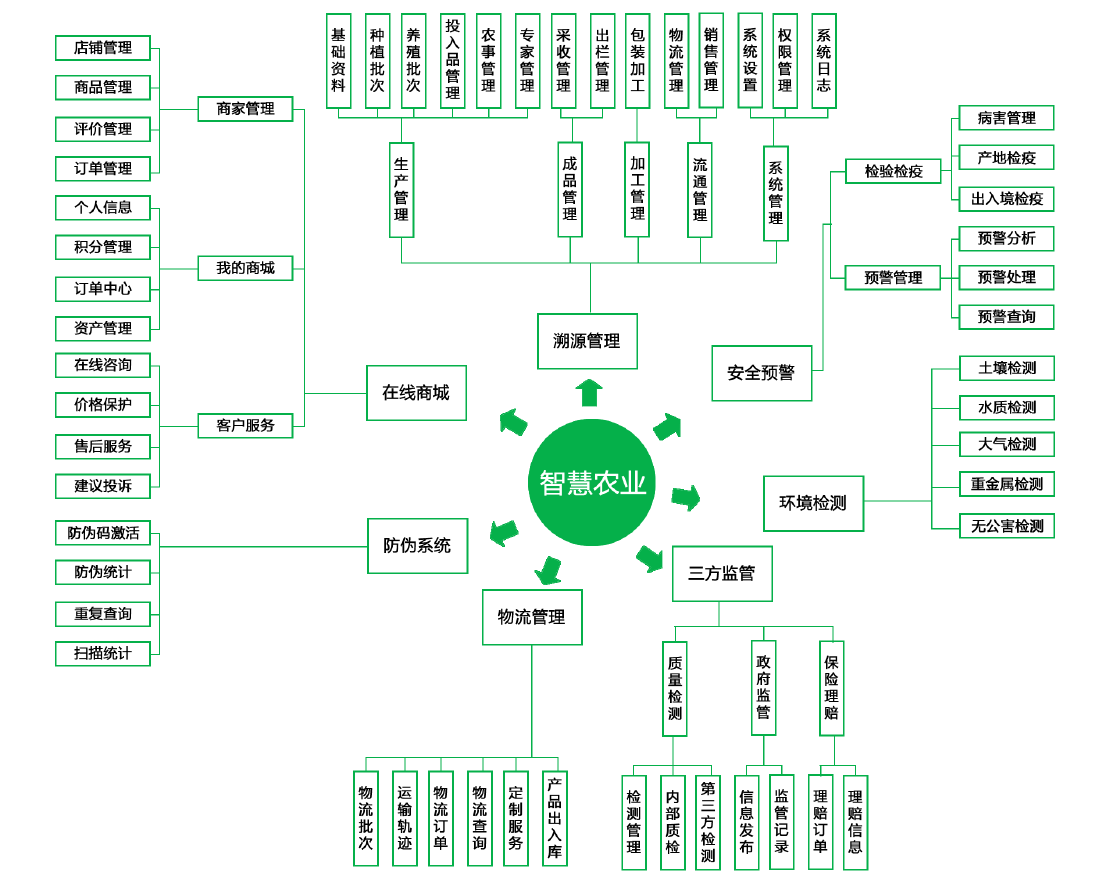 智慧农业
溯源管理
生产管理
基础资料
种植批次
养殖批次
投入品管理
农事管理
专家管理
成品管理
采收管理
出栏管理
加工管理
包装加工
流通管理
物流管理
销售管理
系统管理
系统设置
权限管理
系统日志
安全预警
检验检疫
病害管理
产地检疫
出入境检疫
预警管理
预警分析
预警处理
预警查询
环境检测
土壤检测
水质检测
大气检测
重金属检测
无公害检测
三方监管
质量检测
检测管理
内部质检
第三方检测
政府监管
信息发布
监管记录
保险理赔
理赔订单
理赔信息
物流管理
物流批次
运输轨迹
物流订单
物流查询
定制服务
产品出入库
防伪系统
防伪码激活
防伪统计
重复查询
扫描统计
在线商城
商家管理
店铺管理
商品管理
评价管理
订单管理
我的商城
个人信息
积分管理
订单中心
资产管理
客户服务
在线咨询
价格保护
售后服务
建议投诉